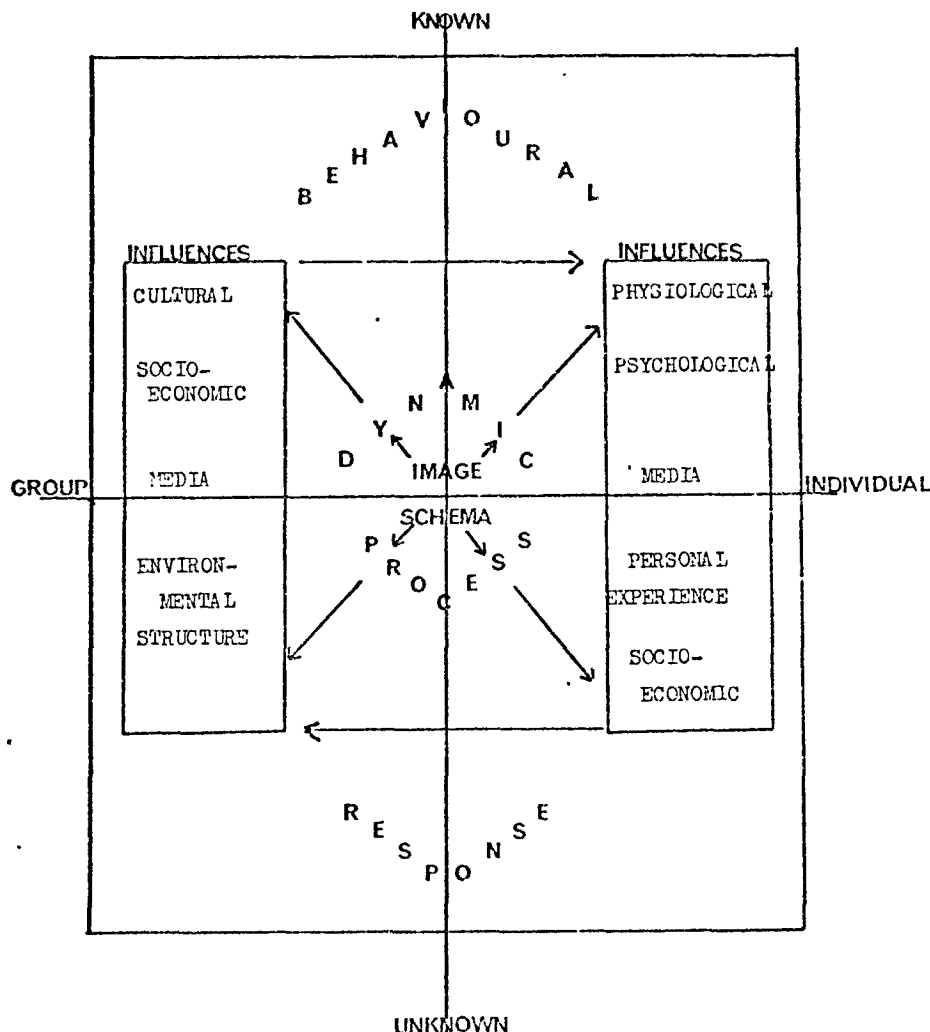 KNOWN
BEHAVOURAL
INFLUENCES
CULTURAL
SOCIO-
ECONOMIC
MEDIA
ENVIRON-
MENTAL
STRUCTURE
INFLUENCES
PHYSIOLOGICAL
PSYCHOLOGICAL
MEDIA
PERSONAL
EXPERIENCE
SOCIO-
ECONOMIC
DYNAMIC
IMAGE
GROUP
INDIVIDUAL
SCHEMA
PROCESS
RESPONSE
UNKNOWN